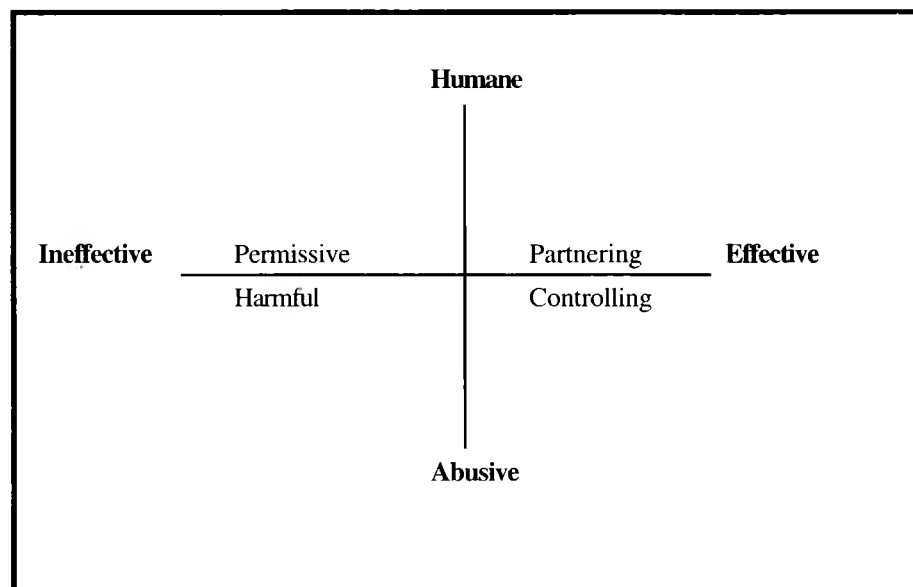 Humane
Ineffective Permissive Partnering Effective
Harmful Controlling
Abusive